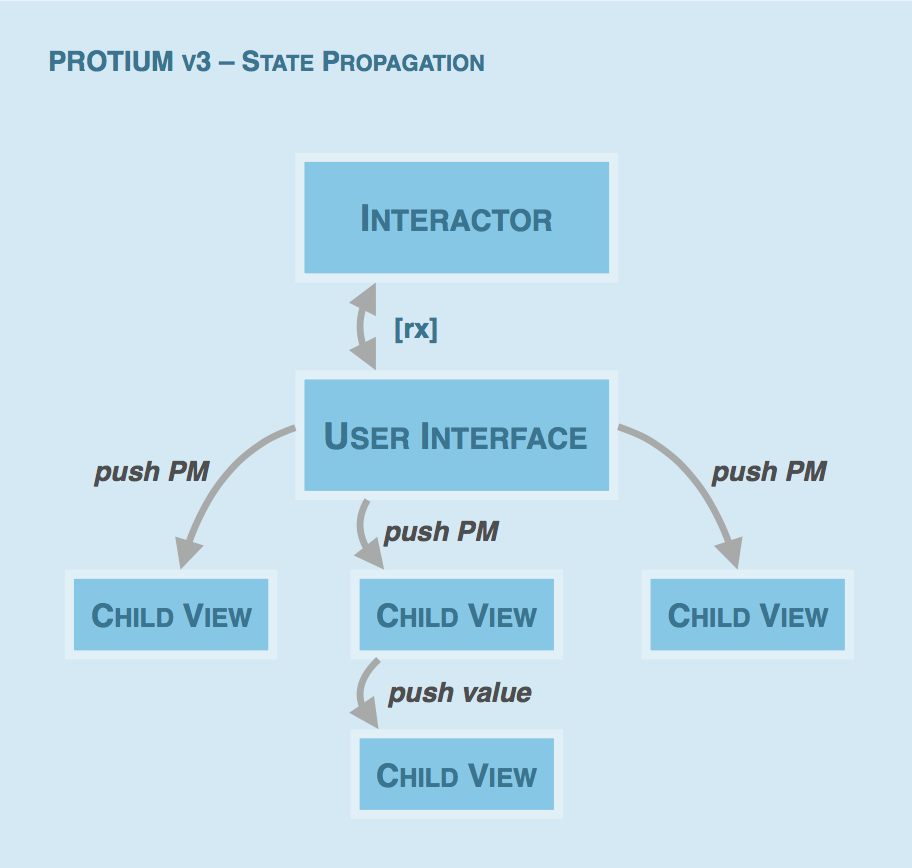 PROTIUM V3 – STATE PROPAGATION
INTERACTOR
[rx]
USER INTERFACE
push PM
push PM
push PM
CHILD VIEW
CHILD VIEW
CHILD VIEW
push value
CHILD VIEW